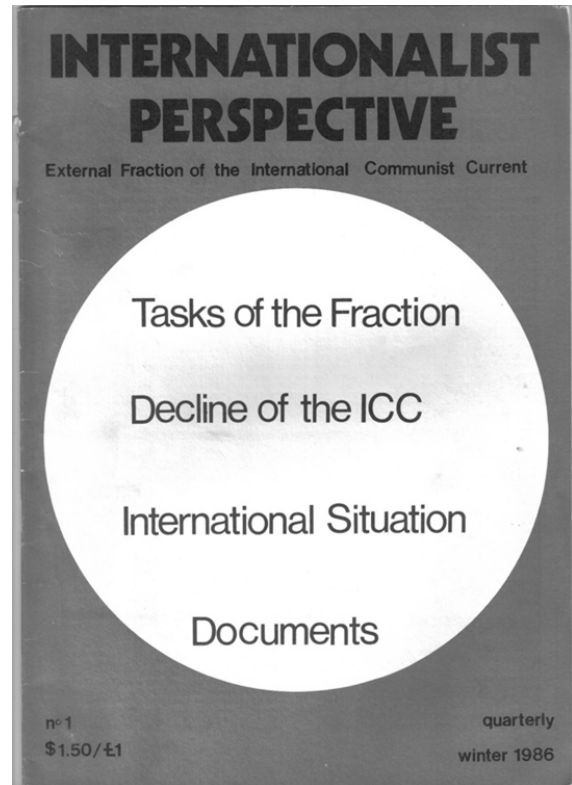 INTERNATIONALIST
PERSPECTIVE
External Fraction of the International Communist Current
Tasks of the Fraction
Decline of the ICC
International Situation
Documents
nº 1
$1.50/£1
quarterly
winter 1986